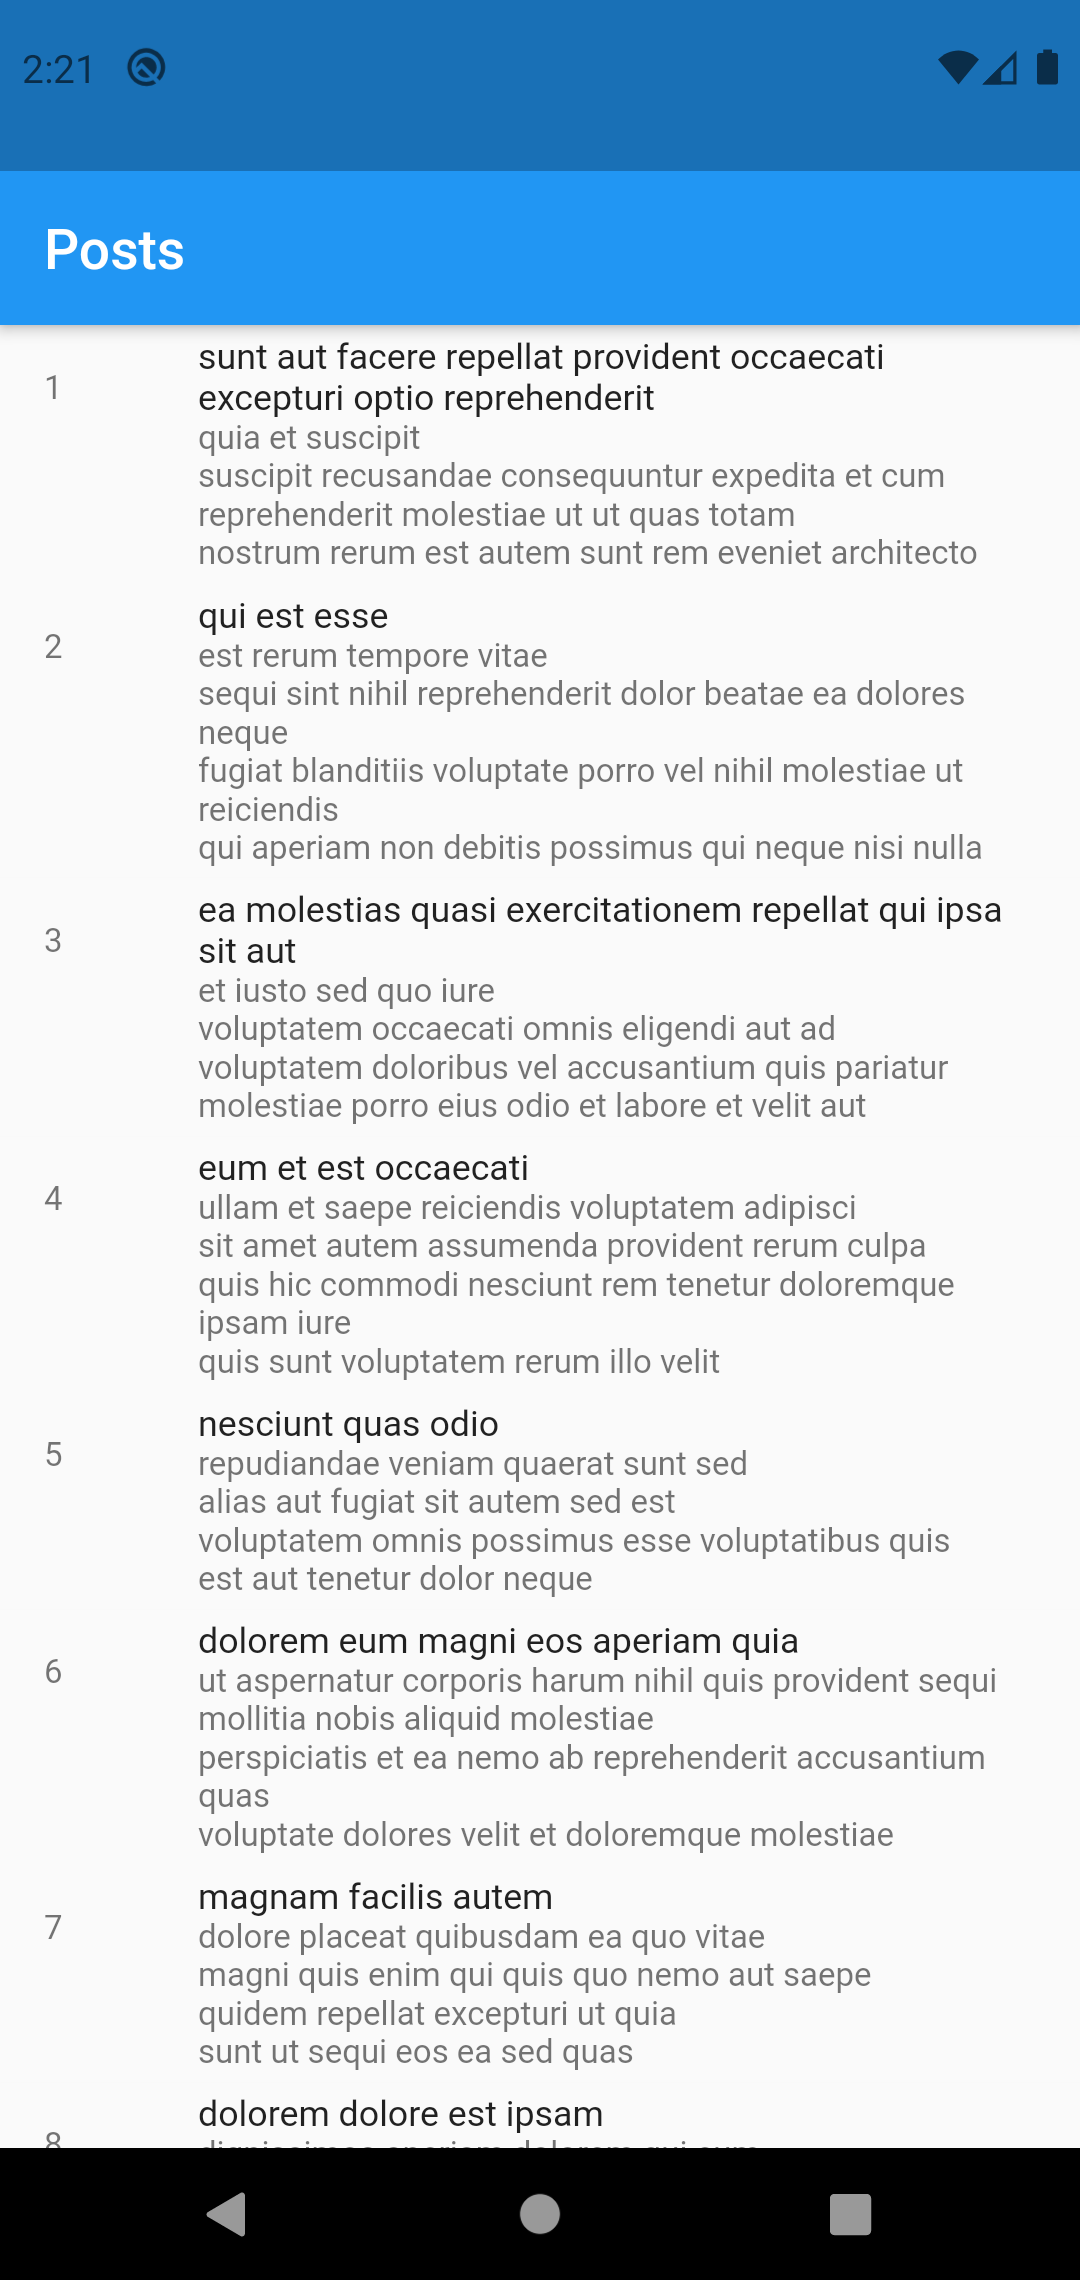 2:21
Posts
1
sunt aut facere repellat provident occaecati
excepturi optio reprehenderit
quia et suscipit
suscipit recusandae consequuntur expedita et cum
reprehenderit molestiae ut ut quas totam
nostrum rerum est autem sunt rem eveniet architecto
2
qui est esse
est rerum tempore vitae
sequi sint nihil reprehenderit dolor beatae ea dolores
neque
fugiat blanditiis voluptate porro vel nihil molestiae ut
reiciendis
qui aperiam non debitis possimus qui neque nisi nulla
3
ea molestias quasi exercitationem repellat qui ipsa
sit aut
et iusto sed quo iure
voluptatem occaecati omnis eligendi aut ad
voluptatem doloribus vel accusantium quis pariatur
molestiae porro eius odio et labore et velit aut
4
eum et est occaecati
ullam et saepe reiciendis voluptatem adipisci
sit amet autem assumenda provident rerum culpa
quis hic commodi nesciunt rem tenetur doloremque
ipsam iure
quis sunt voluptatem rerum illo velit
5
nesciunt quas odio
repudiandae veniam quaerat sunt sed
alias aut fugiat sit autem sed est
voluptatem omnis possimus esse voluptatibus quis
est aut tenetur dolor neque
6
dolorem eum magni eos aperiam quia
ut aspernatur corporis harum nihil quis provident sequi
mollitia nobis aliquid molestiae
perspiciatis et ea nemo ab reprehenderit accusantium
quas
voluptate dolores velit et doloremque molestiae
7
magnam facilis autem
dolore placeat quibusdam ea quo vitae
magni quis enim qui quis quo nemo aut saepe
quidem repellat excepturi ut quia
sunt ut sequi eos ea sed quas
8
dolorem dolore est ipsam